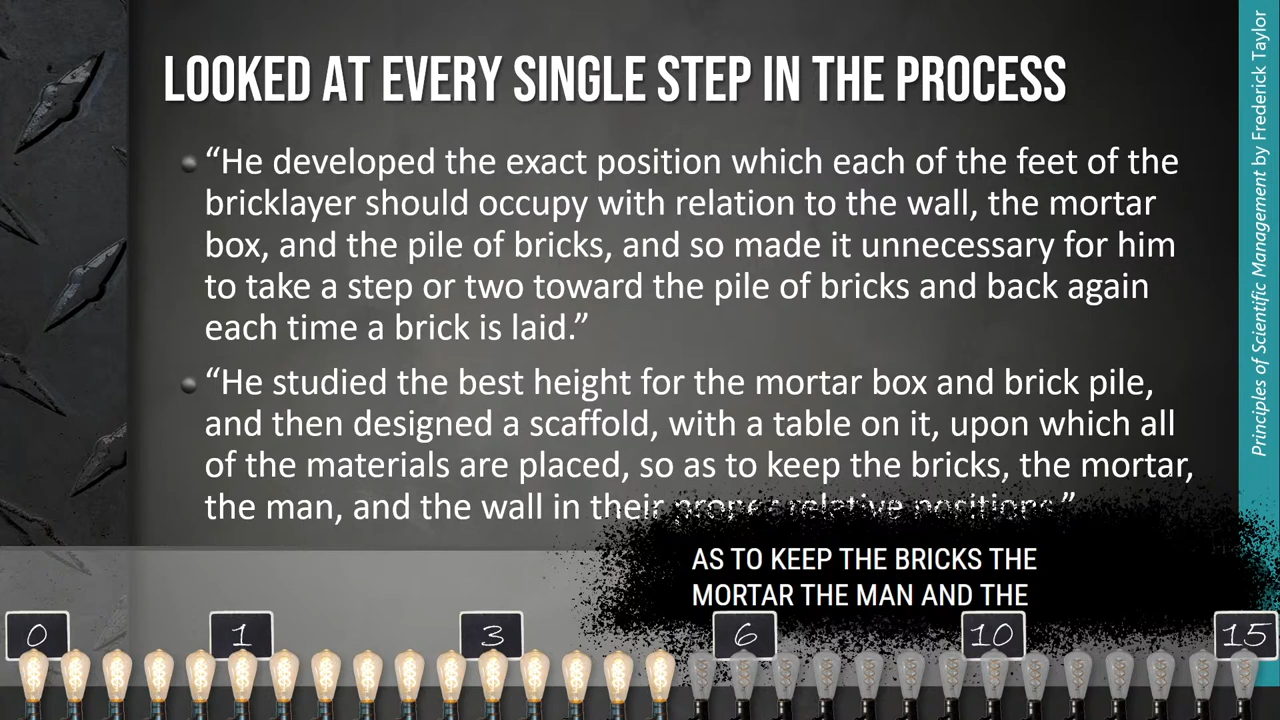 LOOKED AT EVERY SINGLE STEP IN THE PROCESS
“He developed the exact position which each of the feet of the
bricklayer should occupy with relation to the wall, the mortar
box, and the pile of bricks, and so made it unnecessary for him
to take a step or two toward the pile of bricks and back again
each time a brick is laid.”
“He studied the best height for the mortar box and brick pile,
and then designed a scaffold, with a table on it, upon which all
of the materials are placed, so as to keep the bricks, the mortar,
the man, and the wall in their proper relative positions.”
Principles of Scientific Management by Frederick Taylor
AS TO KEEP THE BRICKS THE
MORTAR THE MAN AND THE
0 1 3 6 10 15